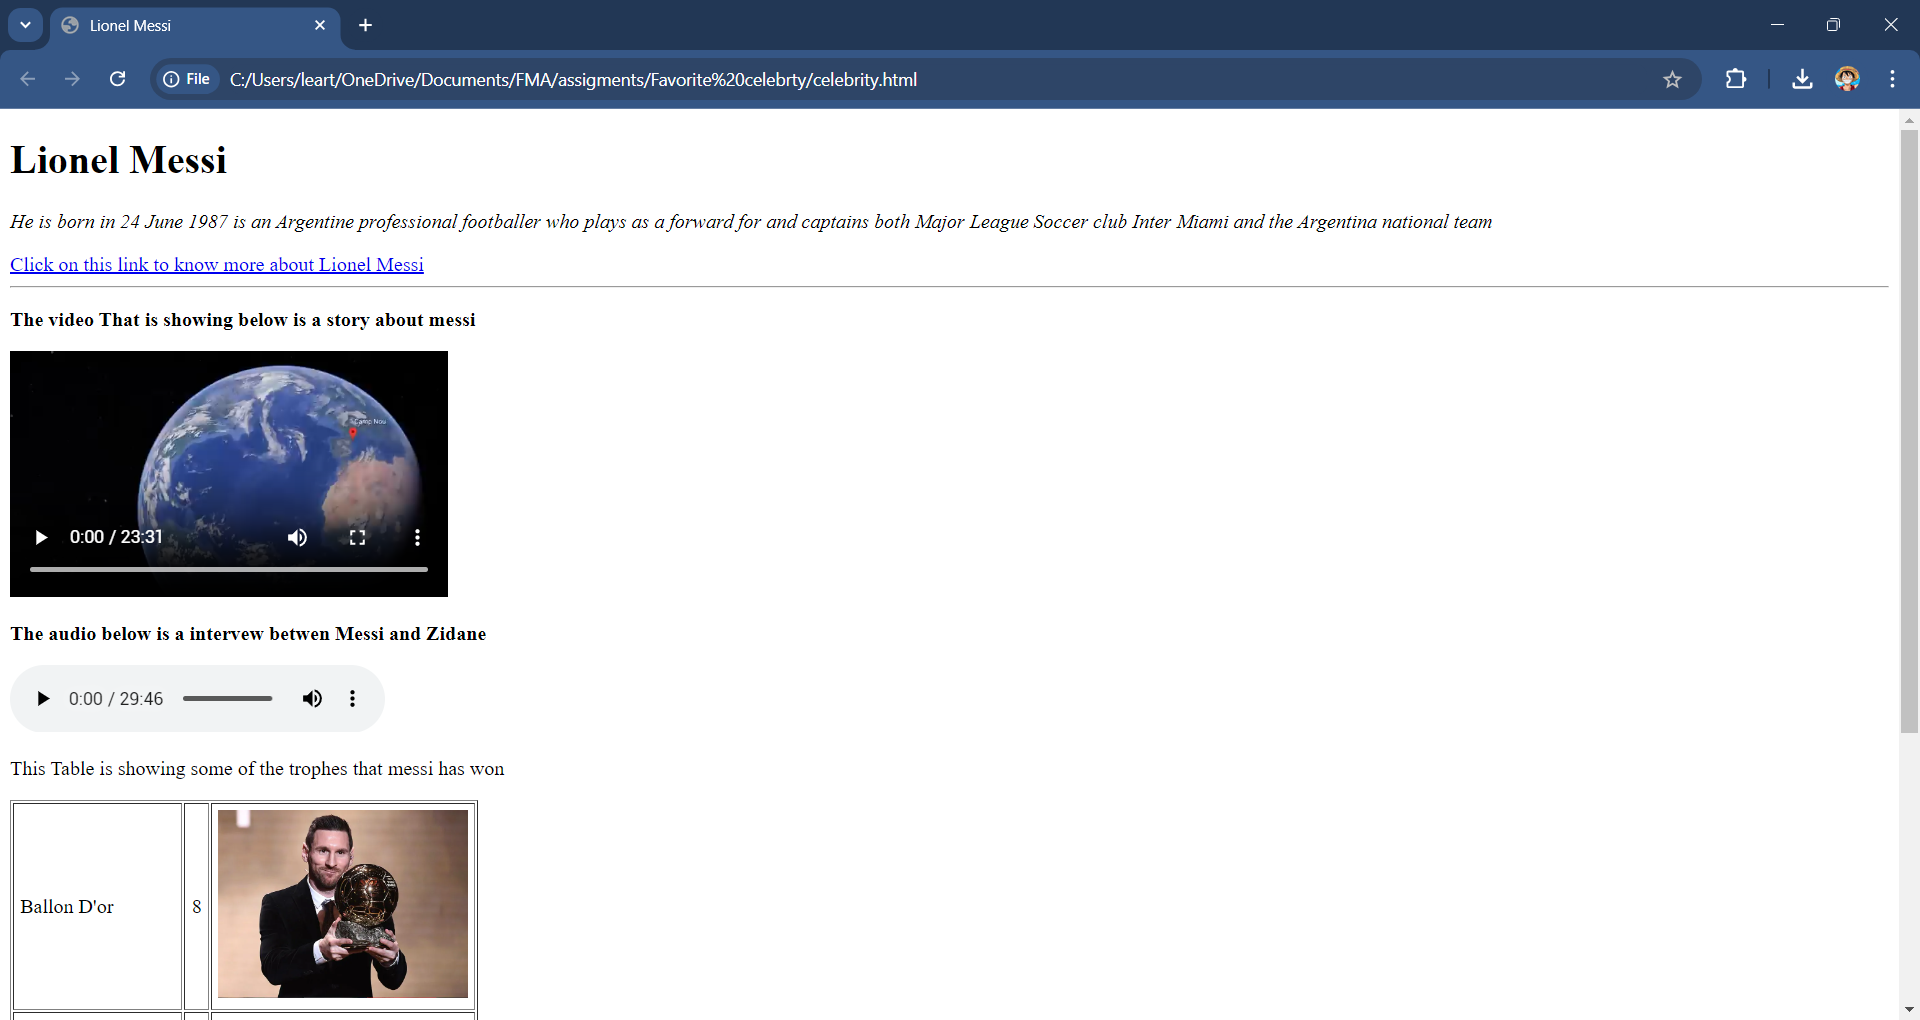 Lionel Messi
File
C:/Users/leart/OneDrive/Documents/FMA/assigments/Favorite%20celebrty/celebrity.html
Lionel Messi
He is born in 24 June 1987 is an Argentine professional footballer who plays as a forward for and captains both Major League Soccer club Inter Miami and the Argentina national team
Click on this link to know more about Lionel Messi
The video That is showing below is a story about messi
Camp Nou
0:00 / 23:31
The audio below is a intervew betwen Messi and Zidane
0:00 / 29:46
This Table is showing some of the trophes that messi has won
Ballon D'or 8